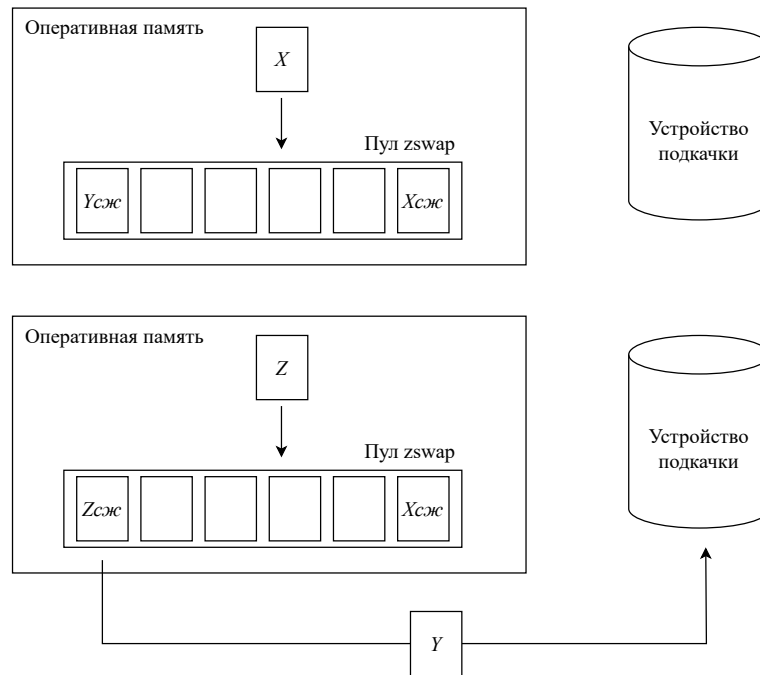 Оперативная память
X
Пул zswap
Yсж
Xсж
Устройство
подкачки
Оперативная память
Z
Пул zswap
Zсж
Xсж
Устройство
подкачки
Y